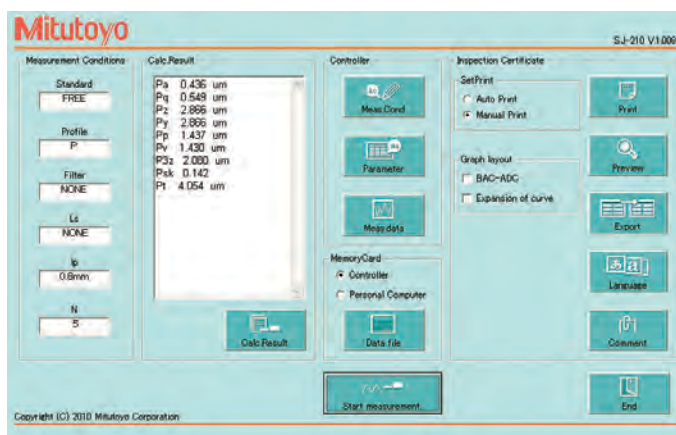 Mitutoyo
SJ-210 V1.000
Measurement Conditions
Standard
FREE
Profile
P
Filter
NONE
Lc
NONE
lp
0.8mm
N
5
Calc.Result
Pa 0.436 um
Pq 0.549 um
Pz 2.866 um
Py 2.866 um
Pp 1.437 um
Pv 1.430 um
P3z 2.080 um
Psk 0.142
Pt 4.054 um
Calc.Result
Controller
Meas.Cond
Parameter
Meas.data
MemoryCard
Controller
Personal Computer
Data file
Start measurement...
Inspection Certificate
SetPrint
Auto Print
Manual Print
Graph layout
BAC-ADC
Expansion of curve
Print
Preview
Export
Language
Comment
End
Copyright (C) 2010 Mitutoyo Corporation